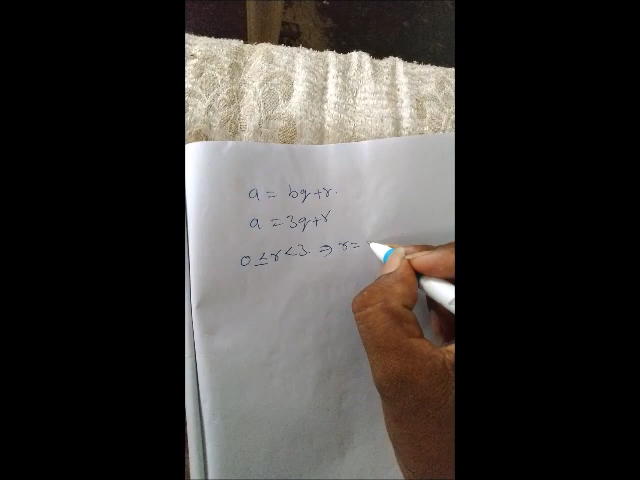 a = bq+r.
a = 3q+r
0 ≤ r < 3. ⇒ r =